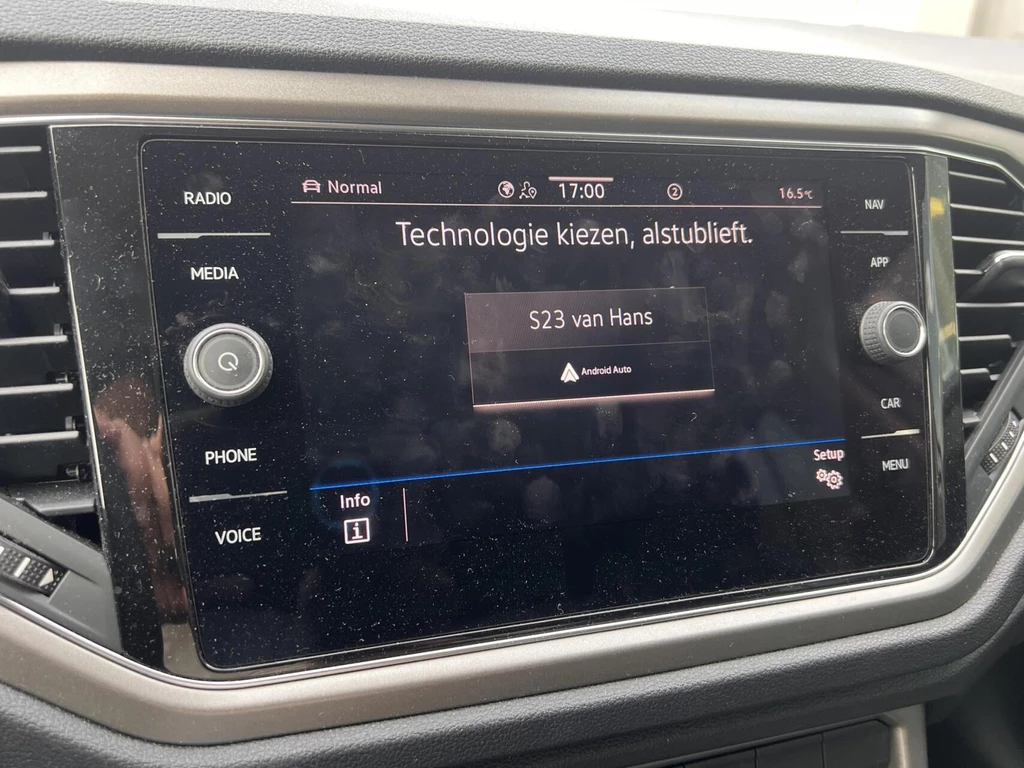 RADIO
MEDIA
PHONE
VOICE
Normal
17:00
2
16.5°C
Technologie kiezen, alstublieft.
S23 van Hans
Android Auto
Info
i
Setup
NAV
APP
CAR
MENU